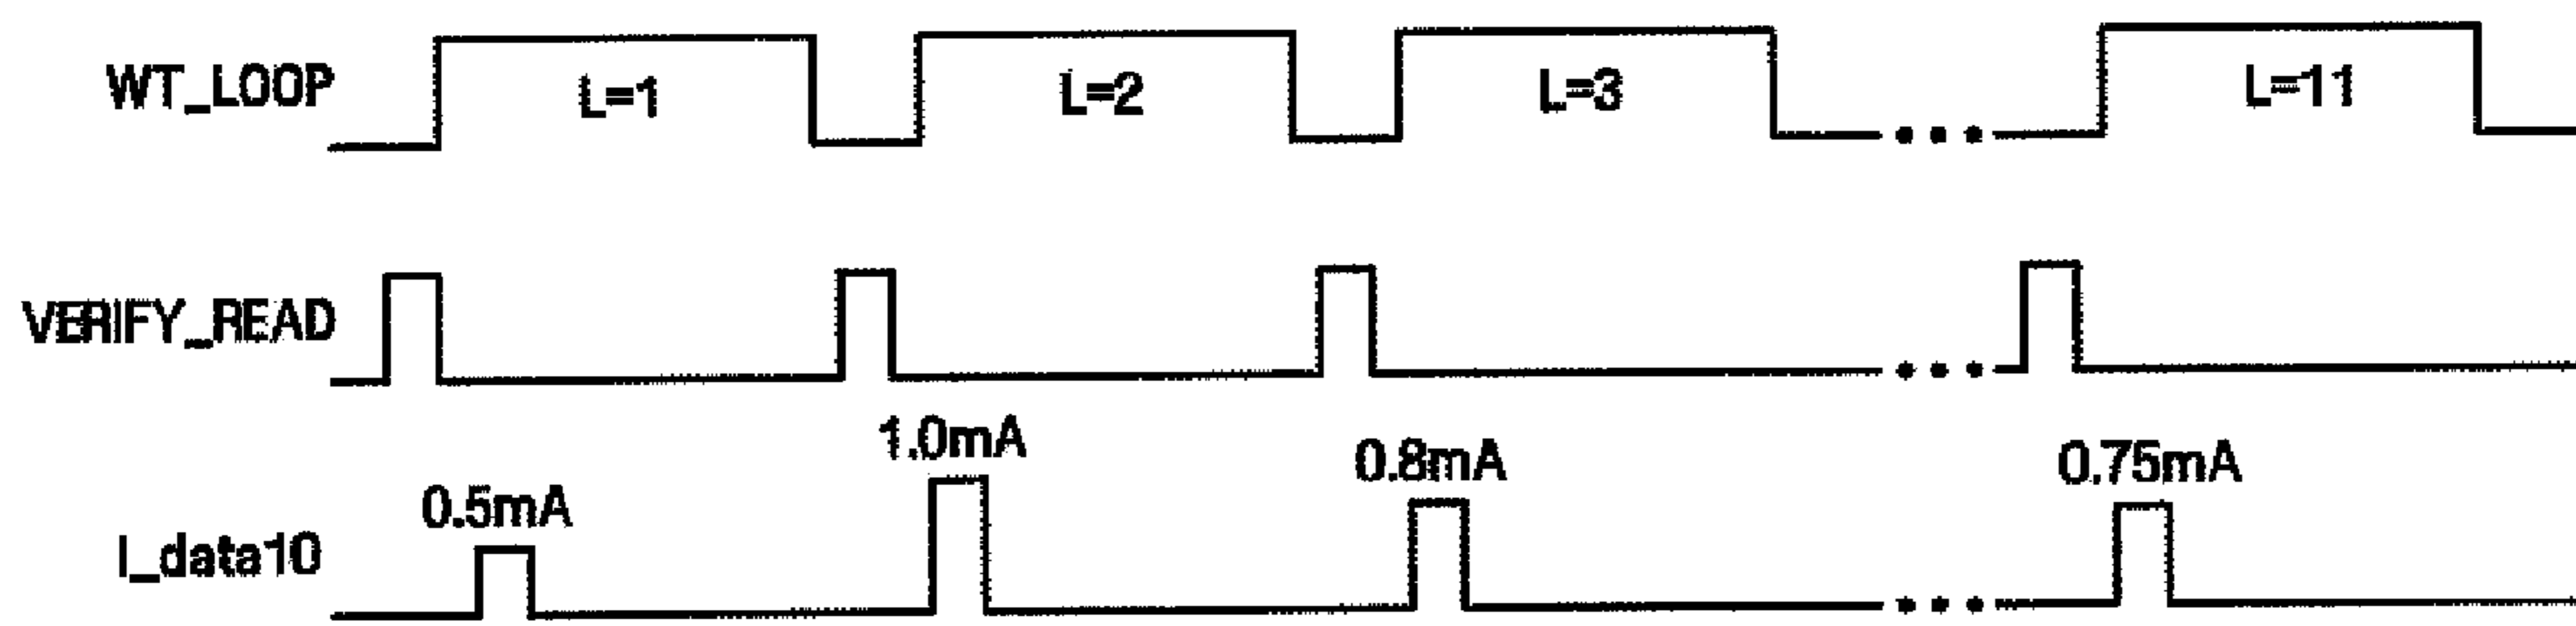 WT_LOOP
L=1
L=2
L=3
L=11
VERIFY_READ
1.0mA
0.8mA
0.75mA
0.5mA
I_data10